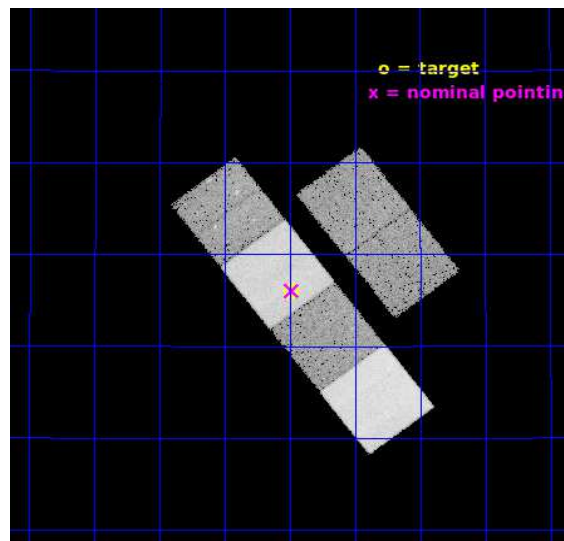 o = target
x = nominal pointin